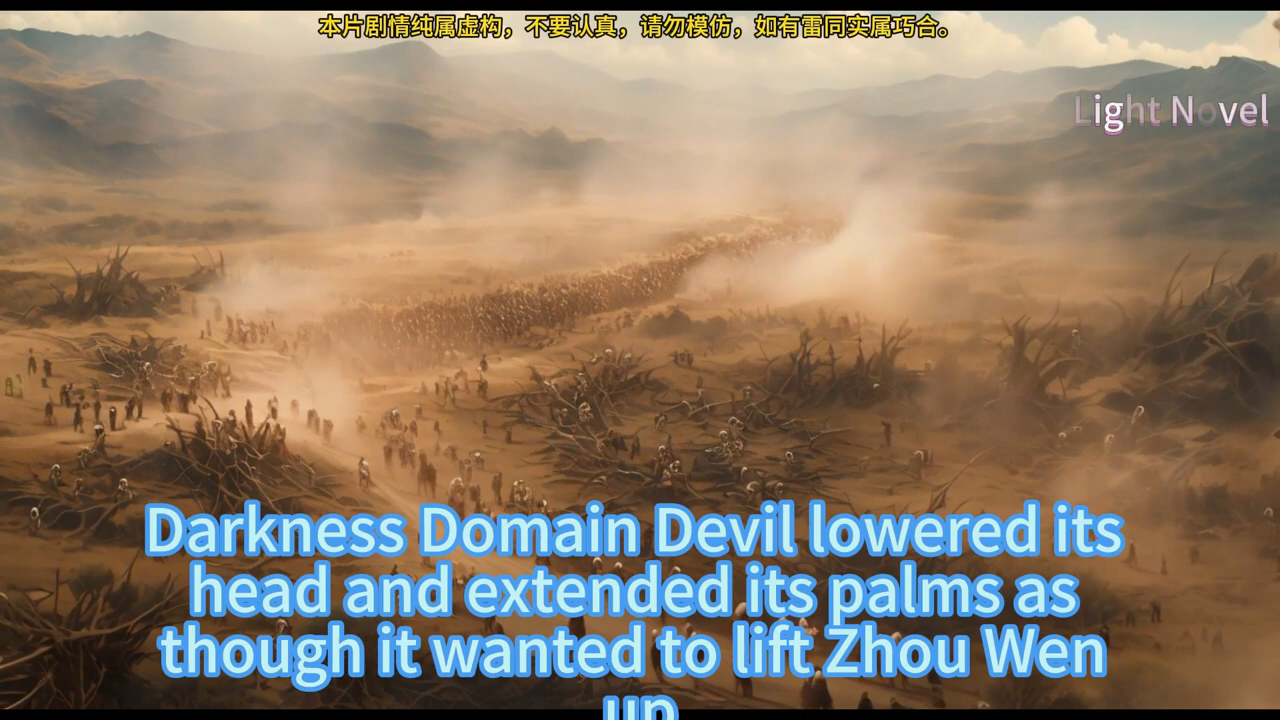 本片剧情纯属虚构，不要认真，请勿模仿，如有雷同实属巧合。
Light Novel
Darkness Domain Devil lowered its
head and extended its palms as
though it wanted to lift Zhou Wen
up